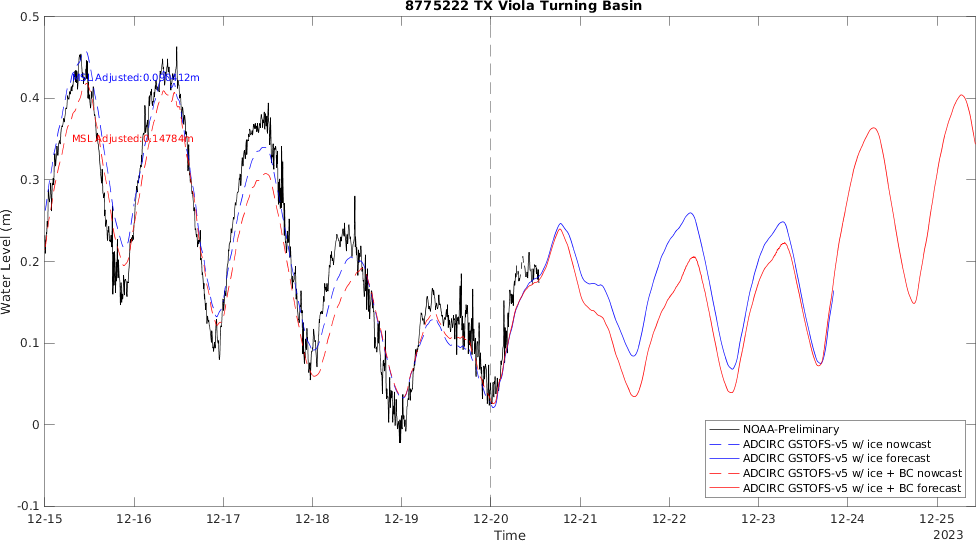 8775222 TX Viola Turning Basin
0.5
0.4
0.3
0.2
0.1
0
-0.1
Water Level (m)
MSL Adjusted:0.098412m
MSL Adjusted:0.14784m
NOAA-Preliminary
ADCIRC GSTOFS-v5 w/ ice nowcast
ADCIRC GSTOFS-v5 w/ ice forecast
ADCIRC GSTOFS-v5 w/ ice + BC nowcast
ADCIRC GSTOFS-v5 w/ ice + BC forecast
12-15 12-16 12-17 12-18 12-19 12-20 12-21 12-22 12-23 12-24 12-25
Time
2023